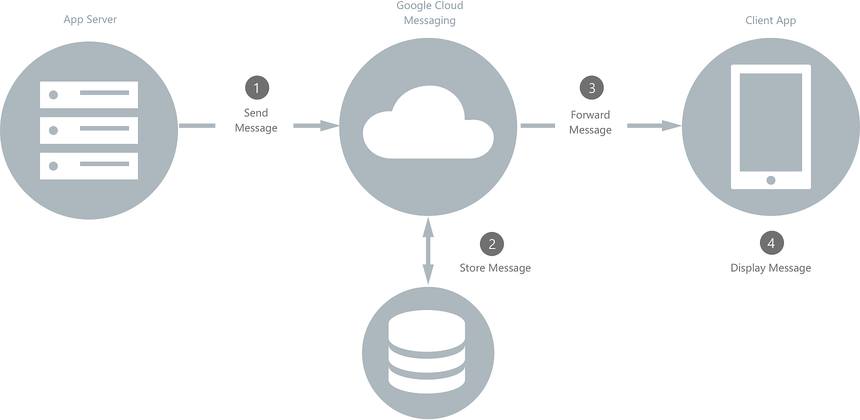 App Server
Google Cloud
Messaging
Client App
1
Send
Message
3
Forward
Message
2
Store Message
4
Display Message